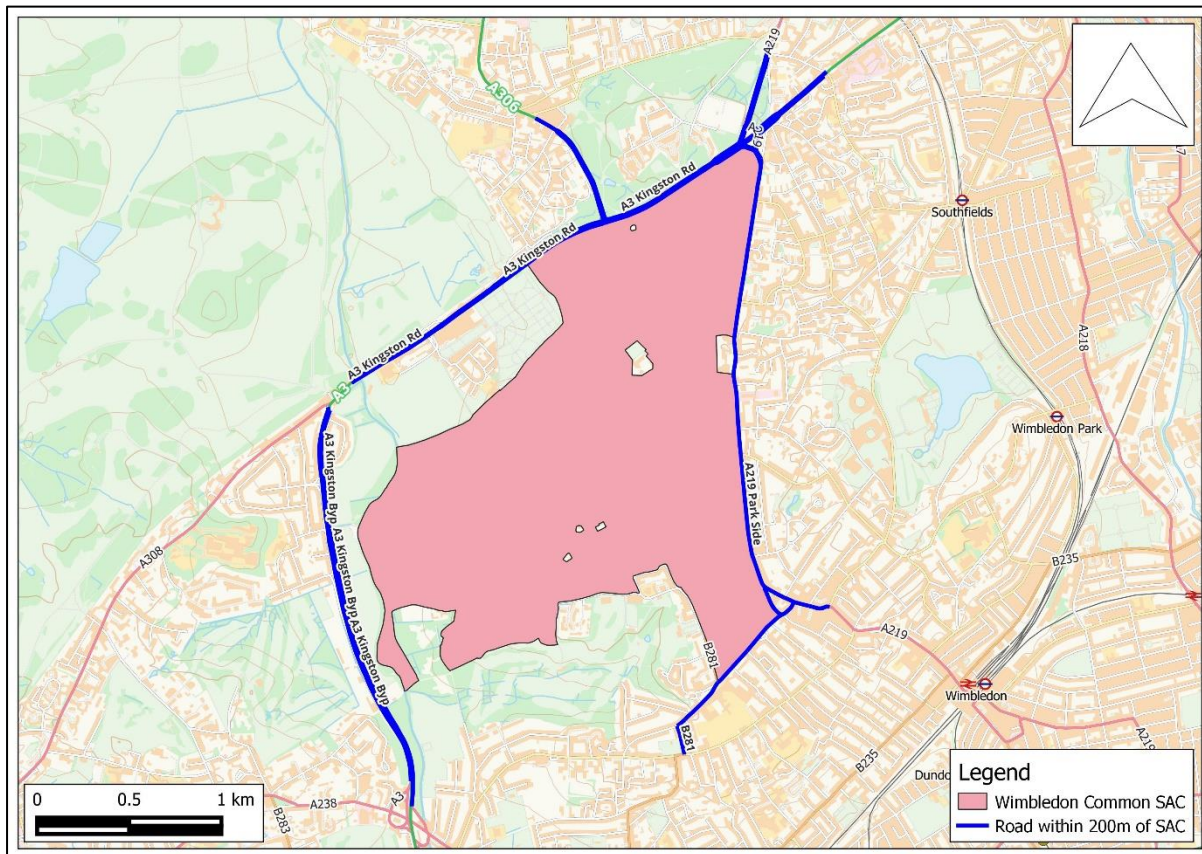 A219
A306
A3
219
A3 Kingston Rd
Southfields
A3 Kingston Rd
A218
A3 Kingston Rd
A3
Wimbledon Park
A3 Kingston Byp
A219 Park Side
A308
A3 Kingston Byp
B235
A3 Kingston Byp
A219
B281
Wimbledon
B281
A219
B235
A238
B283
Legend
Wimbledon Common SAC
Road within 200m of SAC
0 0.5 1 km